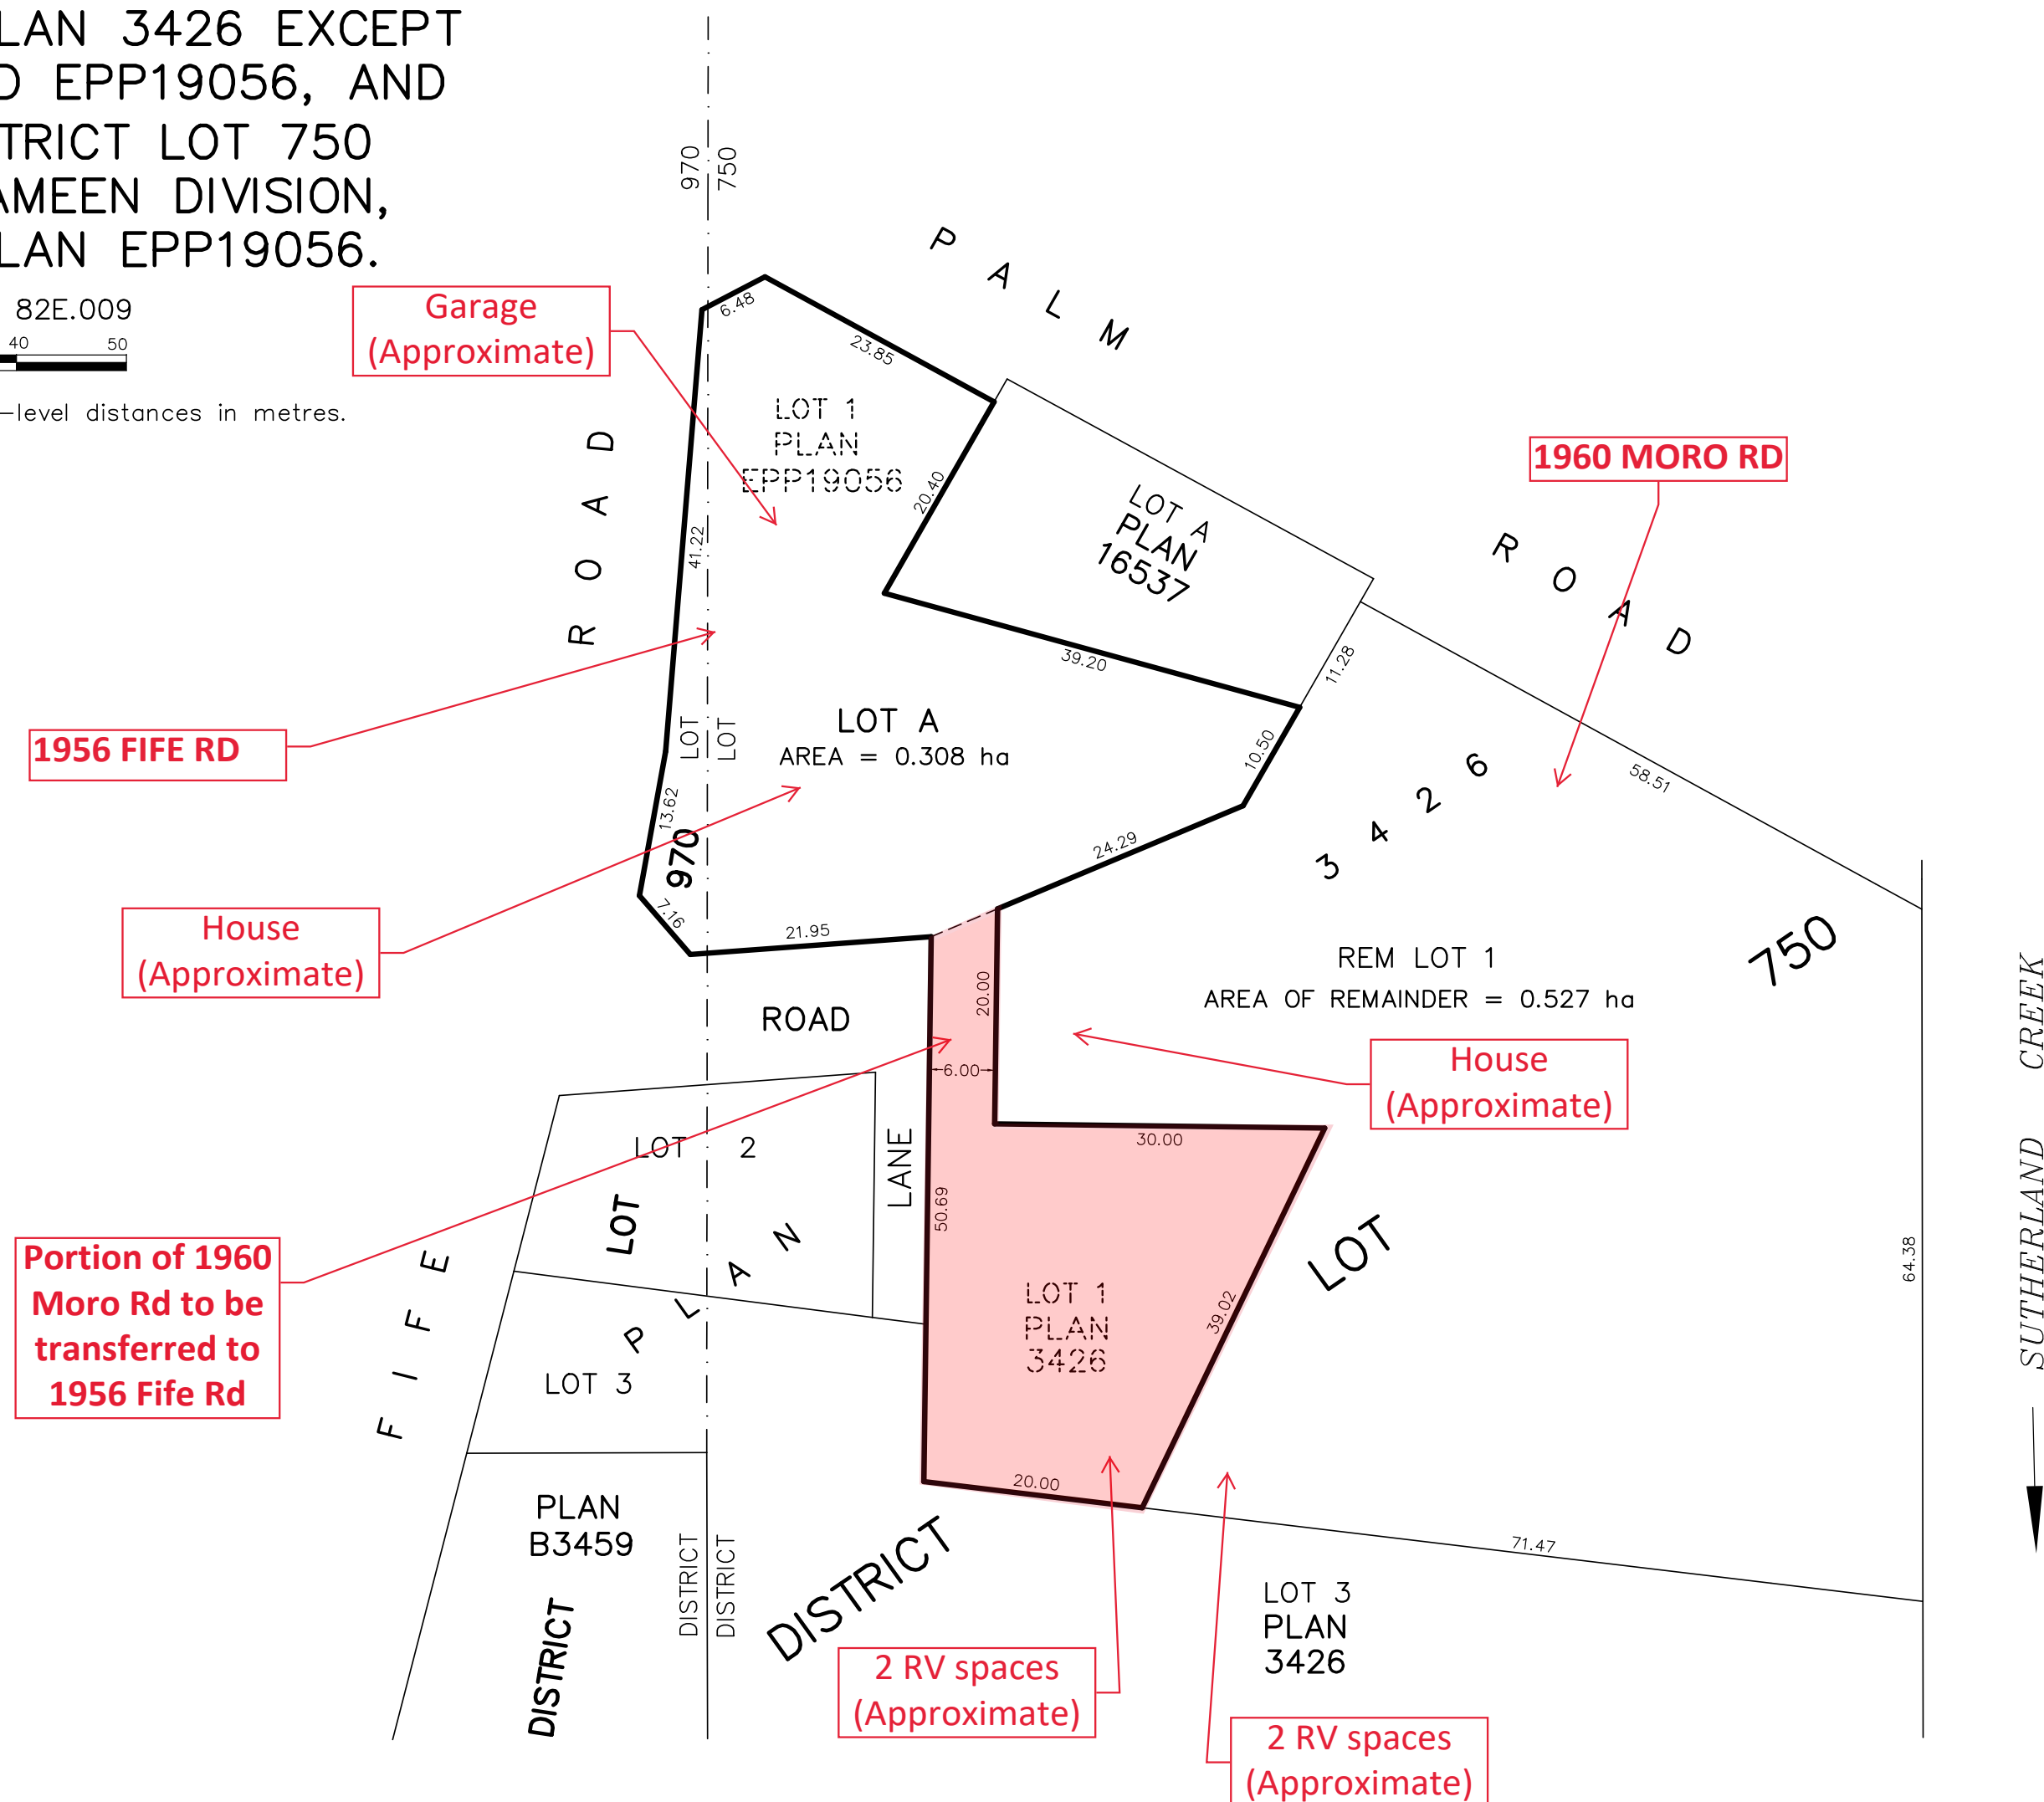 LAN 3426 EXCEPT
D EPP19056, AND
TRICT LOT 750
AMEEN DIVISION,
LAN EPP19056.
82E.009
40 50
-level distances in metres.
970
750
PALM
ROAD
Garage
(Approximate)
6.48
23.85
LOT 1
PLAN
EPP19056
20.40
41.22
ROAD
LOT A
PLAN
16537
1960 MORO RD
39.20
11.28
1956 FIFE RD
LOT
LOT
LOT A
AREA = 0.308 ha
10.50
58.51
3426
13.62
970
24.29
7.16
21.95
House
(Approximate)
750
REM LOT 1
AREA OF REMAINDER = 0.527 ha
20.00
ROAD
6.00
House
(Approximate)
SUTHERLAND CREEK
30.00
LOT 2
LANE
LOT
50.69
PLAN
Portion of 1960
Moro Rd to be
transferred to
1956 Fife Rd
FIFE
LOT 1
PLAN
3426
39.02
LOT
64.38
LOT 3
20.00
PLAN
B3459
DISTRICT
DISTRICT
DISTRICT
DISTRICT
71.47
LOT 3
PLAN
3426
2 RV spaces
(Approximate)
2 RV spaces
(Approximate)